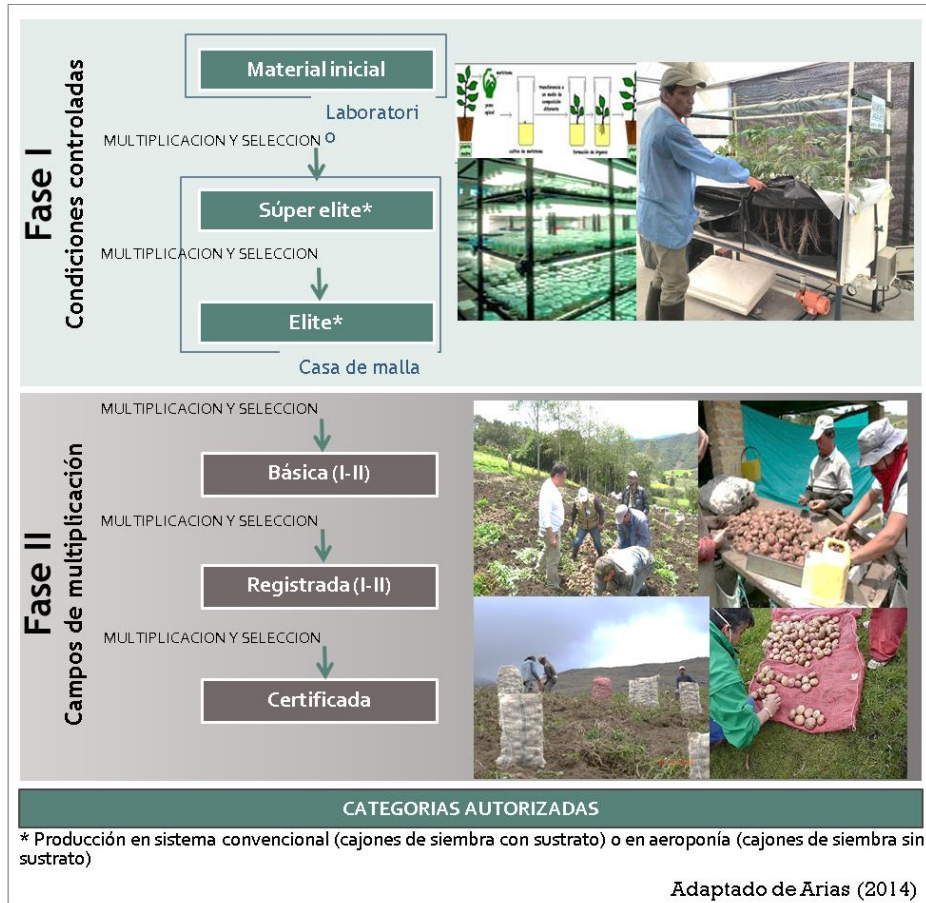 Fase I
Condiciones controladas
Material inicial
Laboratori
o
MULTIPLICACION Y SELECCION
Súper elite*
MULTIPLICACION Y SELECCION
Elite*
Casa de malla
Fase II
Campos de multiplicación
MULTIPLICACION Y SELECCION
Básica (I-II)
MULTIPLICACION Y SELECCION
Registrada (I-II)
MULTIPLICACION Y SELECCION
Certificada
CATEGORIAS AUTORIZADAS
* Producción en sistema convencional (cajones de siembra con sustrato) o en aeroponía (cajones de siembra sin
sustrato)
Adaptado de Arias (2014)